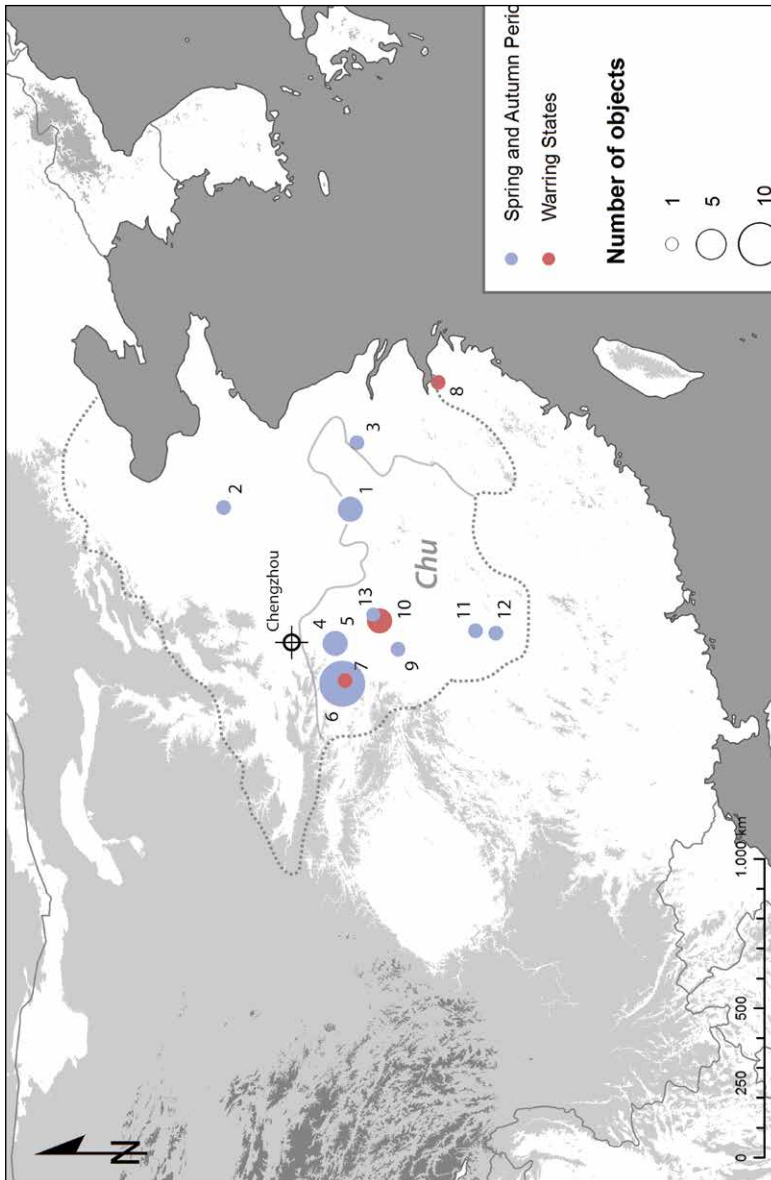 N
Chengzhou
Chu
1
2
3
4
5
6
7
8
9
10
11
12
13
Spring and Autumn Perio
Warring States
Number of objects
1
5
10
0
250
500
1.000 km